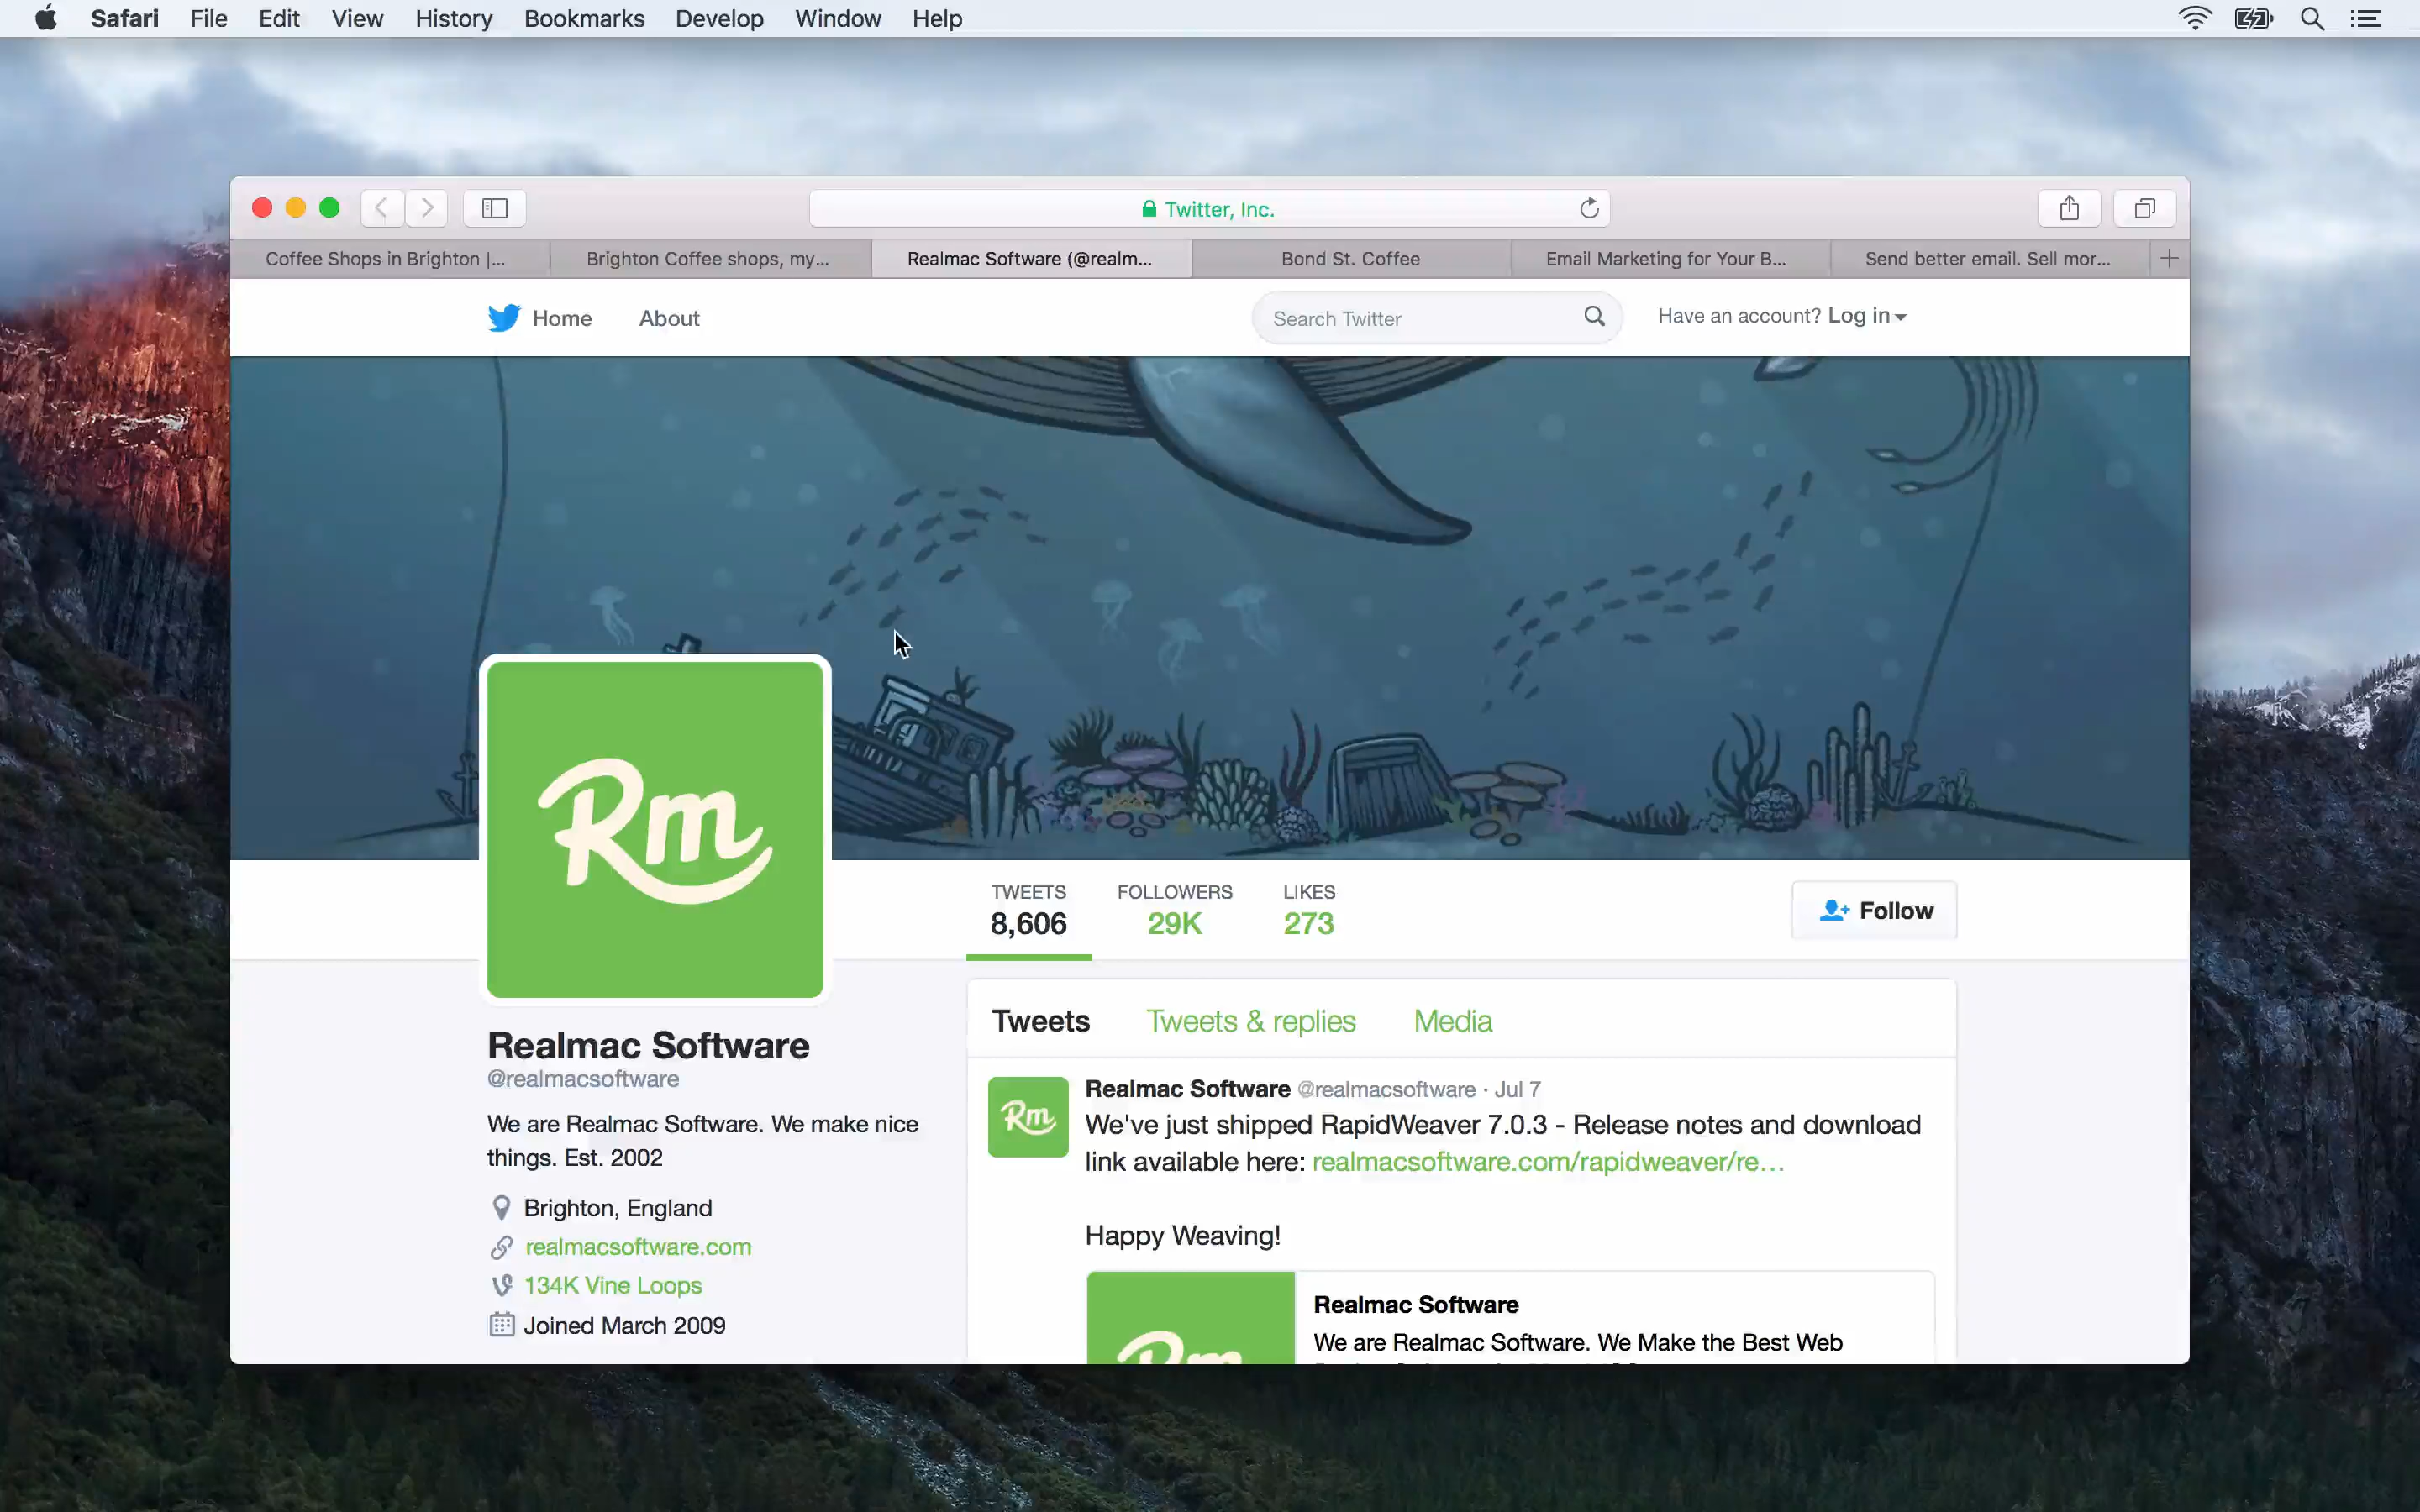 Safari File Edit View History Bookmarks Develop Window Help
Twitter, Inc.
Coffee Shops in Brighton |... Brighton Coffee shops, my... Realmac Software (@realm... Bond St. Coffee Email Marketing for Your B... Send better email. Sell mor...
Home About Search Twitter Have an account? Log in
Rm
TWEETS FOLLOWERS LIKES
8,606 29K 273
Follow
Realmac Software
@realmacsoftware
We are Realmac Software. We make nice
things. Est. 2002
Brighton, England
realmacsoftware.com
134K Vine Loops
Joined March 2009
Tweets Tweets & replies Media
Rm
Realmac Software @realmacsoftware · Jul 7
We've just shipped RapidWeaver 7.0.3 - Release notes and download
link available here: realmacsoftware.com/rapidweaver/re...
Happy Weaving!
Realmac Software
We are Realmac Software. We Make the Best Web